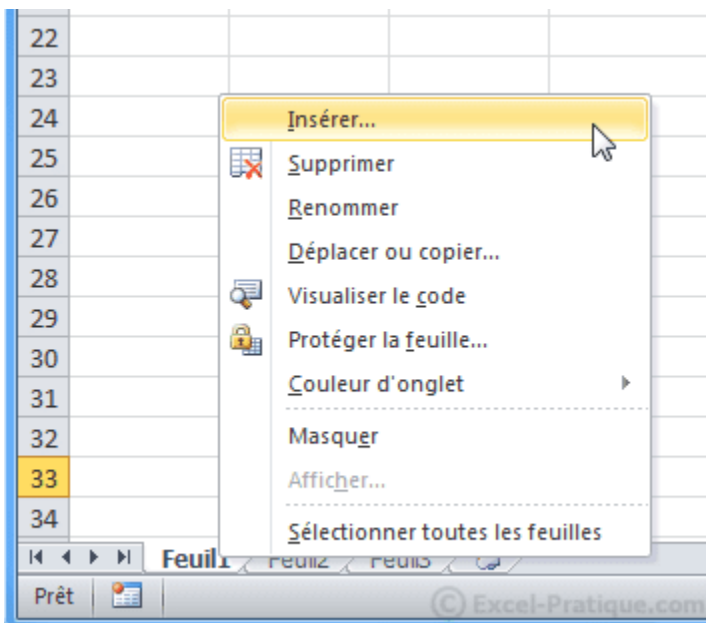 22
23
24
Insérer...
25
Supprimer
26
Renommer
27
Déplacer ou copier...
28
Visualiser le code
29
Protéger la feuille...
30
31
Couleur d'onglet
32
Masquer
33
Afficher...
34
Sélectionner toutes les feuilles
Feuil1 Feuil2 Feuil3
Prêt
© Excel-Pratique.com